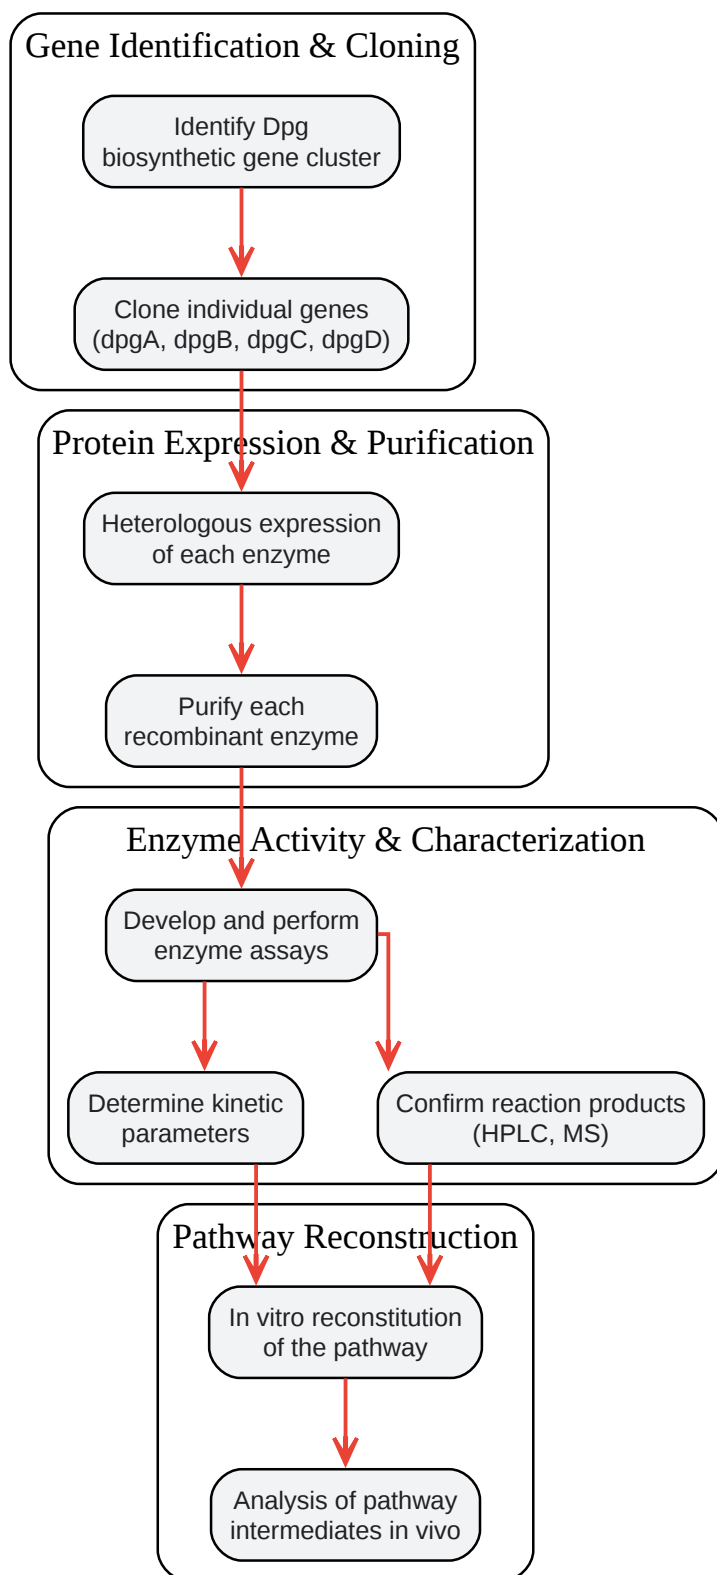 Gene Identification & Cloning
Identify Dpg
biosynthetic gene cluster
Clone individual genes
(dpgA, dpgB, dpgC, dpgD)
Protein Expression & Purification
Heterologous expression
of each enzyme
Purify each
recombinant enzyme
Enzyme Activity & Characterization
Develop and perform
enzyme assays
Determine kinetic
parameters
Confirm reaction products
(HPLC, MS)
Pathway Reconstruction
In vitro reconstitution
of the pathway
Analysis of pathway
intermediates in vivo